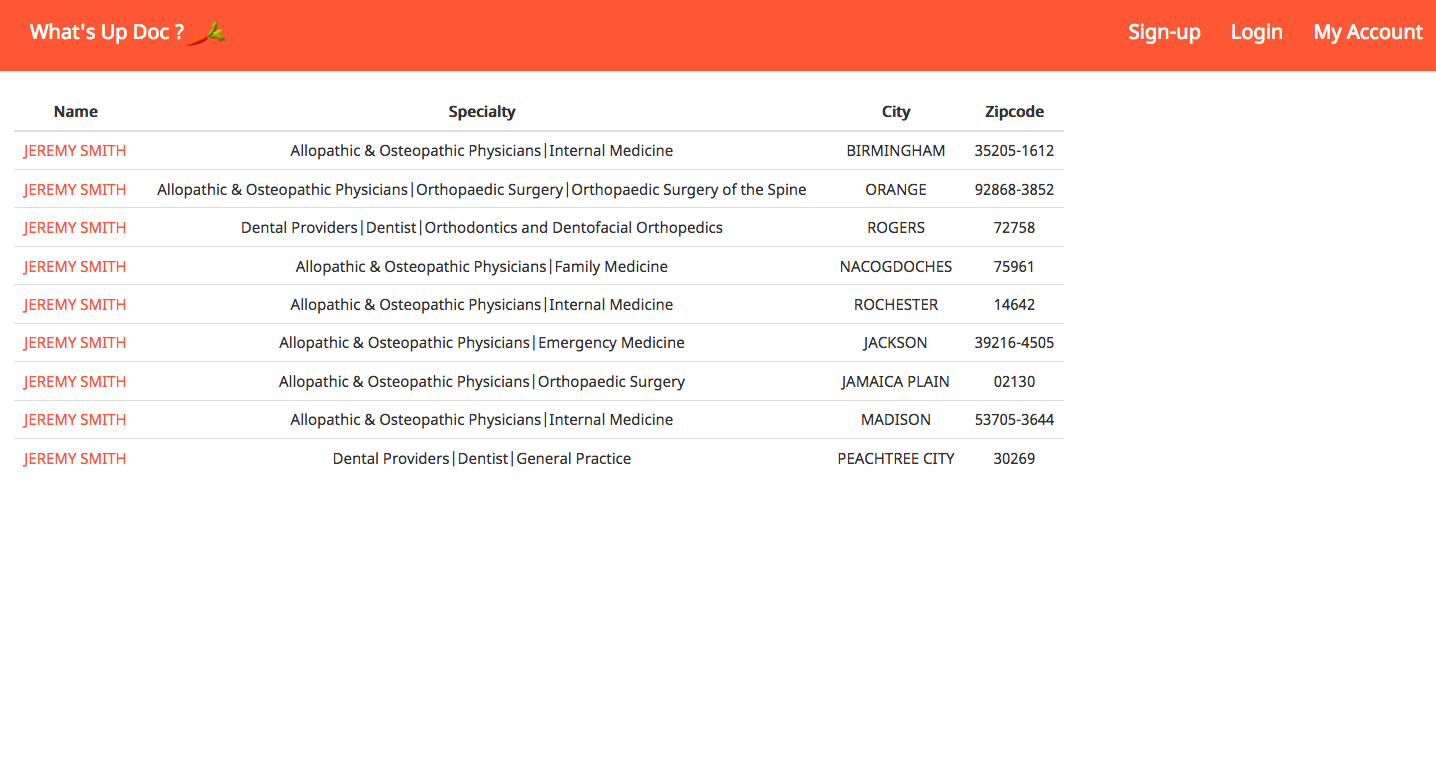 What's Up Doc ? Sign-up Login My Account
Name Specialty City Zipcode
JEREMY SMITH Allopathic & Osteopathic Physicians|Internal Medicine BIRMINGHAM 35205-1612
JEREMY SMITH Allopathic & Osteopathic Physicians|Orthopaedic Surgery|Orthopaedic Surgery of the Spine ORANGE 92868-3852
JEREMY SMITH Dental Providers|Dentist|Orthodontics and Dentofacial Orthopedics ROGERS 72758
JEREMY SMITH Allopathic & Osteopathic Physicians|Family Medicine NACOGDOCHES 75961
JEREMY SMITH Allopathic & Osteopathic Physicians|Internal Medicine ROCHESTER 14642
JEREMY SMITH Allopathic & Osteopathic Physicians|Emergency Medicine JACKSON 39216-4505
JEREMY SMITH Allopathic & Osteopathic Physicians|Orthopaedic Surgery JAMAICA PLAIN 02130
JEREMY SMITH Allopathic & Osteopathic Physicians|Internal Medicine MADISON 53705-3644
JEREMY SMITH Dental Providers|Dentist|General Practice PEACHTREE CITY 30269